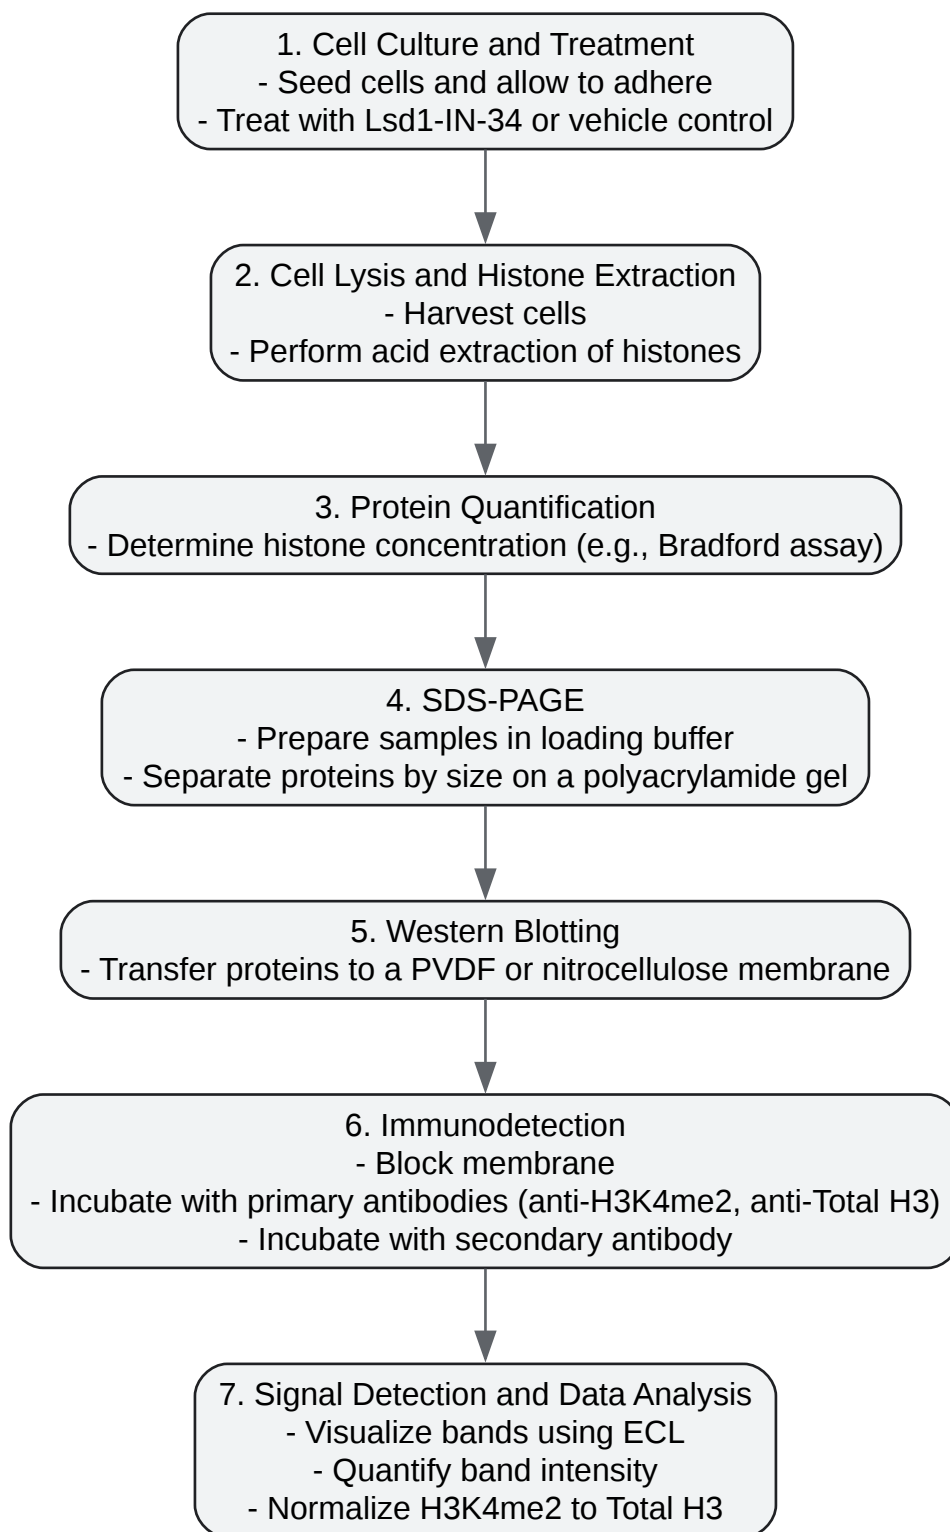 1. Cell Culture and Treatment
- Seed cells and allow to adhere
- Treat with Lsd1-IN-34 or vehicle control
2. Cell Lysis and Histone Extraction
- Harvest cells
- Perform acid extraction of histones
3. Protein Quantification
- Determine histone concentration (e.g., Bradford assay)
4. SDS-PAGE
- Prepare samples in loading buffer
- Separate proteins by size on a polyacrylamide gel
5. Western Blotting
- Transfer proteins to a PVDF or nitrocellulose membrane
6. Immunodetection
- Block membrane
- Incubate with primary antibodies (anti-H3K4me2, anti-Total H3)
- Incubate with secondary antibody
7. Signal Detection and Data Analysis
- Visualize bands using ECL
- Quantify band intensity
- Normalize H3K4me2 to Total H3